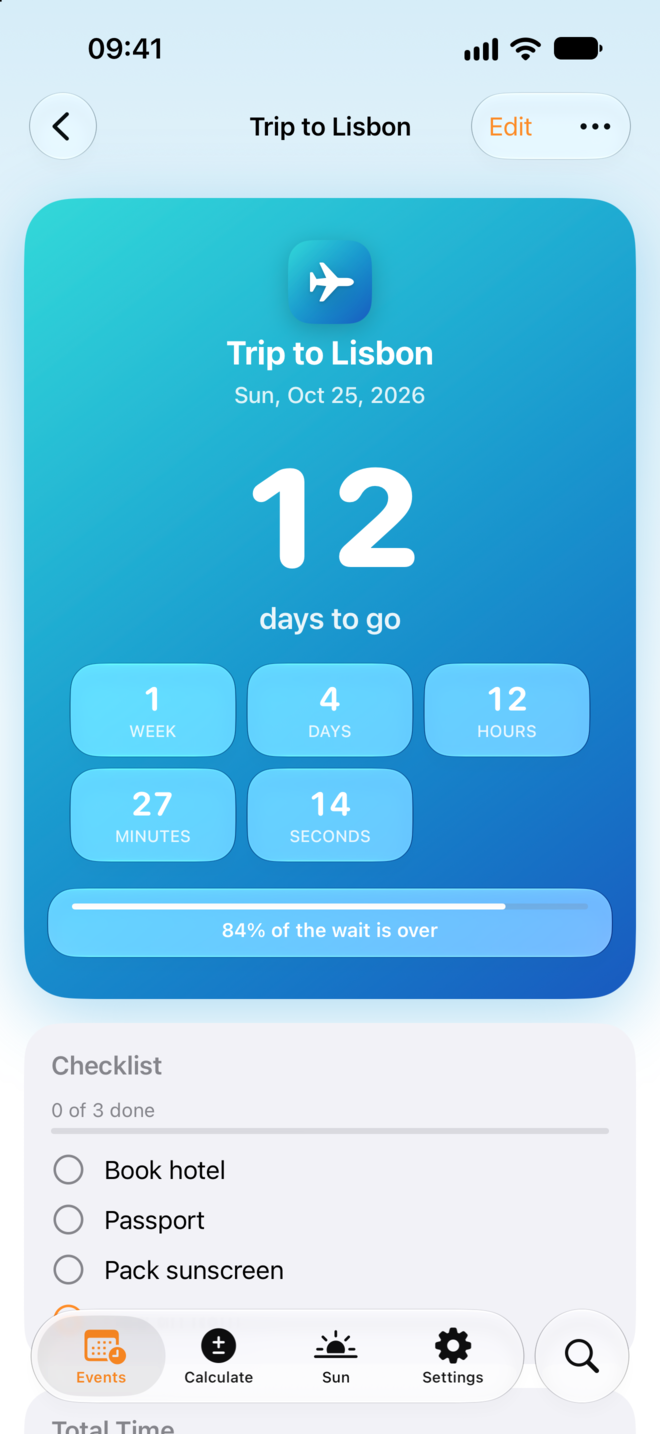 09:41
Trip to Lisbon
Edit
Trip to Lisbon
Sun, Oct 25, 2026
12
days to go
1
WEEK
4
DAYS
12
HOURS
27
MINUTES
14
SECONDS
84% of the wait is over
Checklist
0 of 3 done
Book hotel
Passport
Pack sunscreen
Events
Calculate
Sun
Settings
Total Time